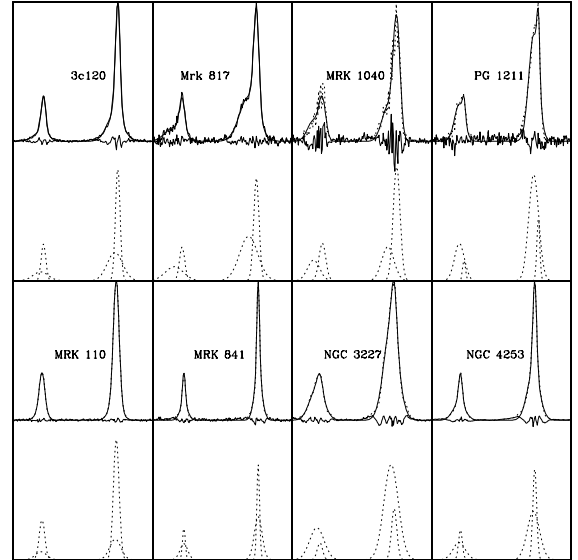 3c120
Mrk 817
MRK 1040
PG 1211
MRK 110
MRK 841
NGC 3227
NGC 4253